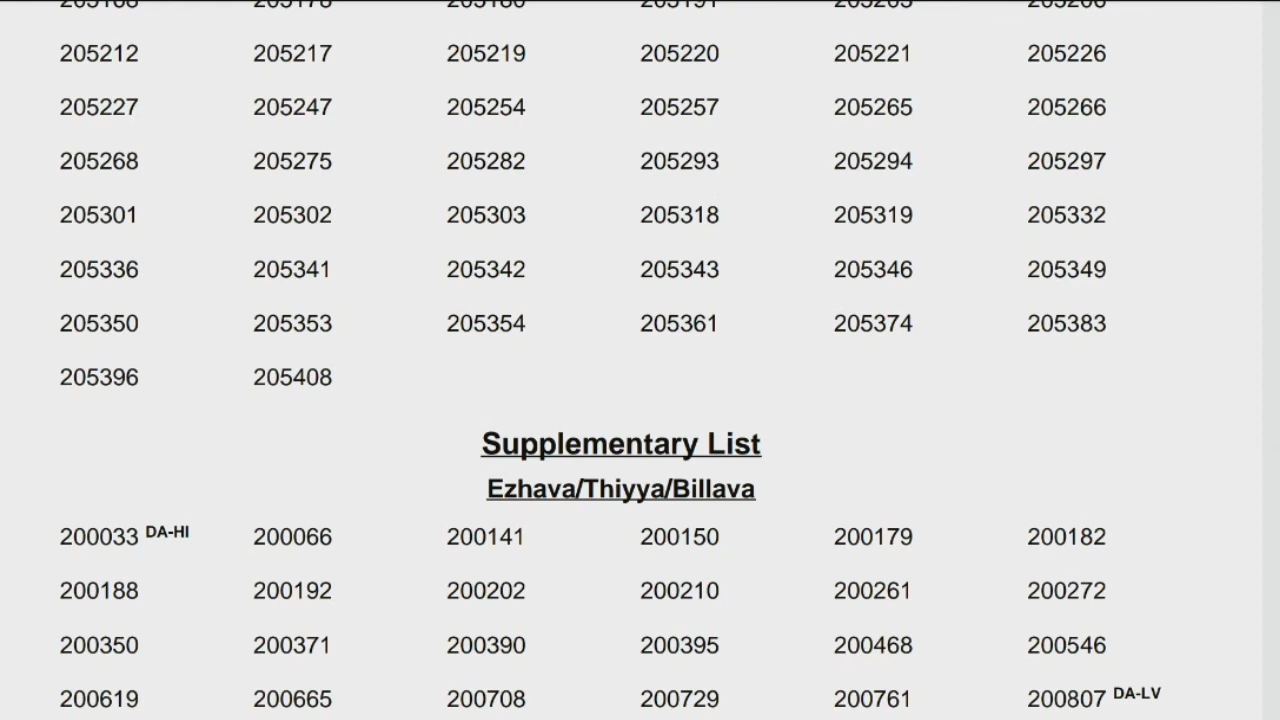 205212 205217 205219 205220 205221 205226
205227 205247 205254 205257 205265 205266
205268 205275 205282 205293 205294 205297
205301 205302 205303 205318 205319 205332
205336 205341 205342 205343 205346 205349
205350 205353 205354 205361 205374 205383
205396 205408
Supplementary List
Ezhava/Thiyya/Billava
200033 DA-HI 200066 200141 200150 200179 200182
200188 200192 200202 200210 200261 200272
200350 200371 200390 200395 200468 200546
200619 200665 200708 200729 200761 200807 DA-LV